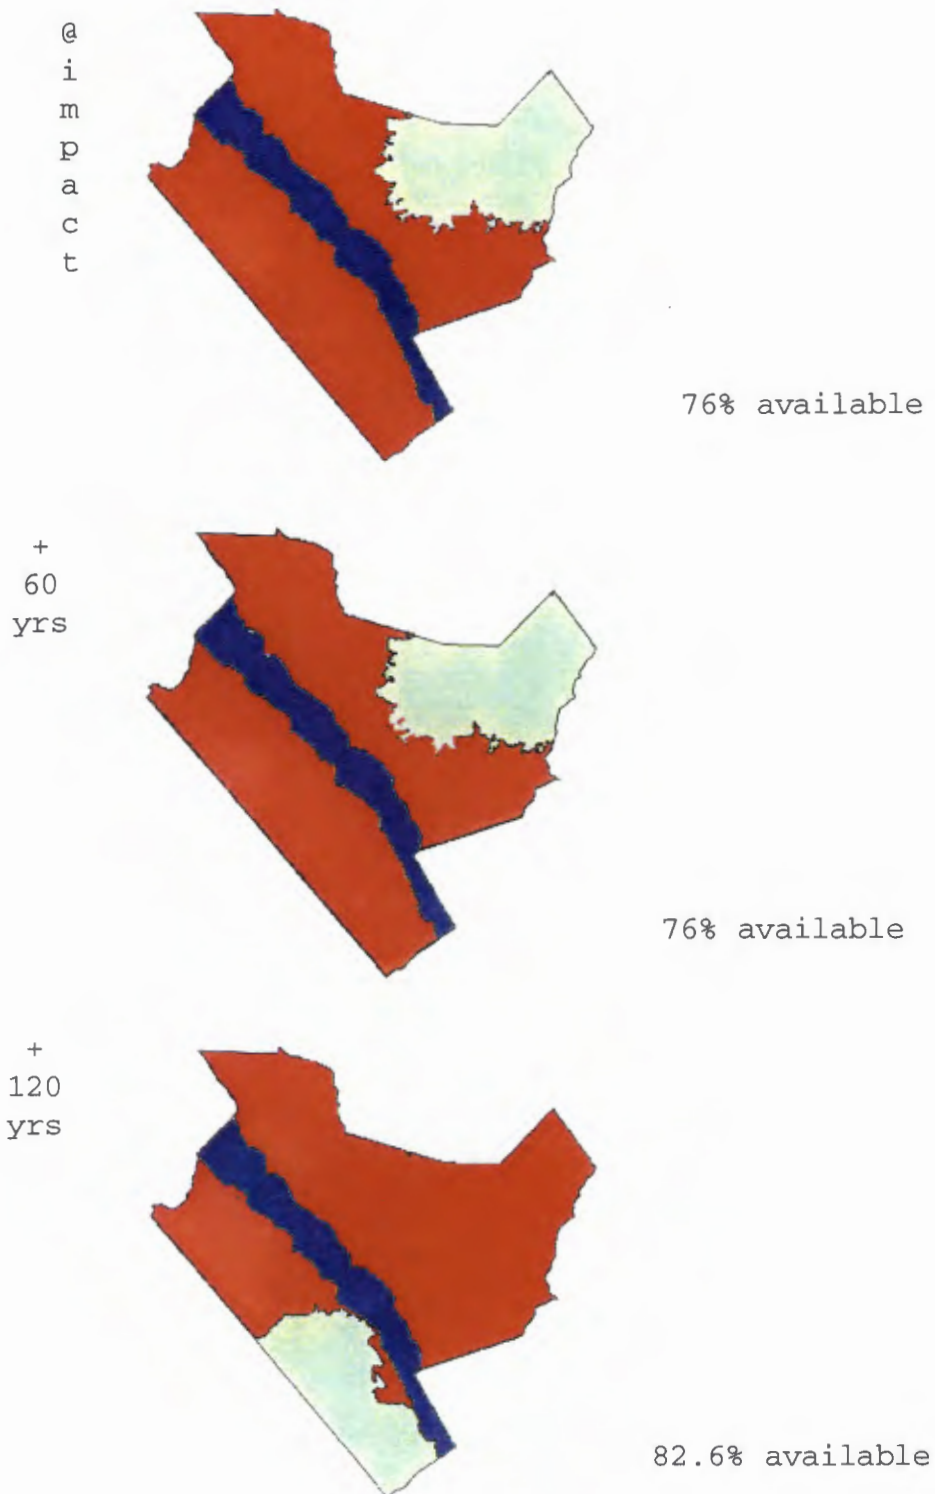 @
i
m
p
a
c
t
76% available
+
60
yrs
76% available
+
120
yrs
82.6% available